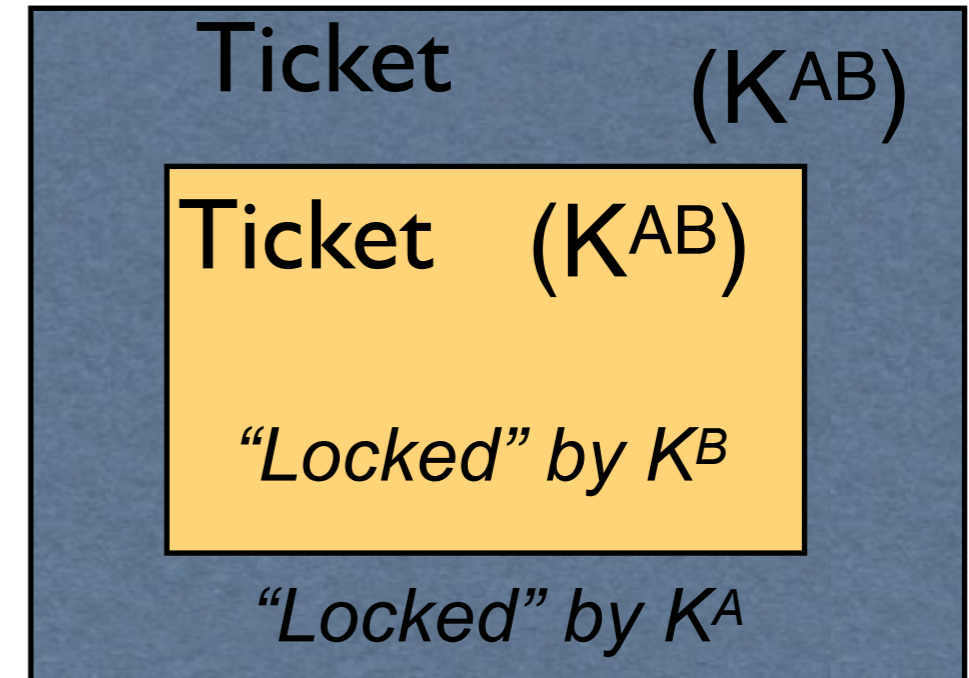 Ticket (Kᴬᴮ)
Ticket (Kᴬᴮ)
“Locked” by Kᴮ
“Locked” by Kᴬ